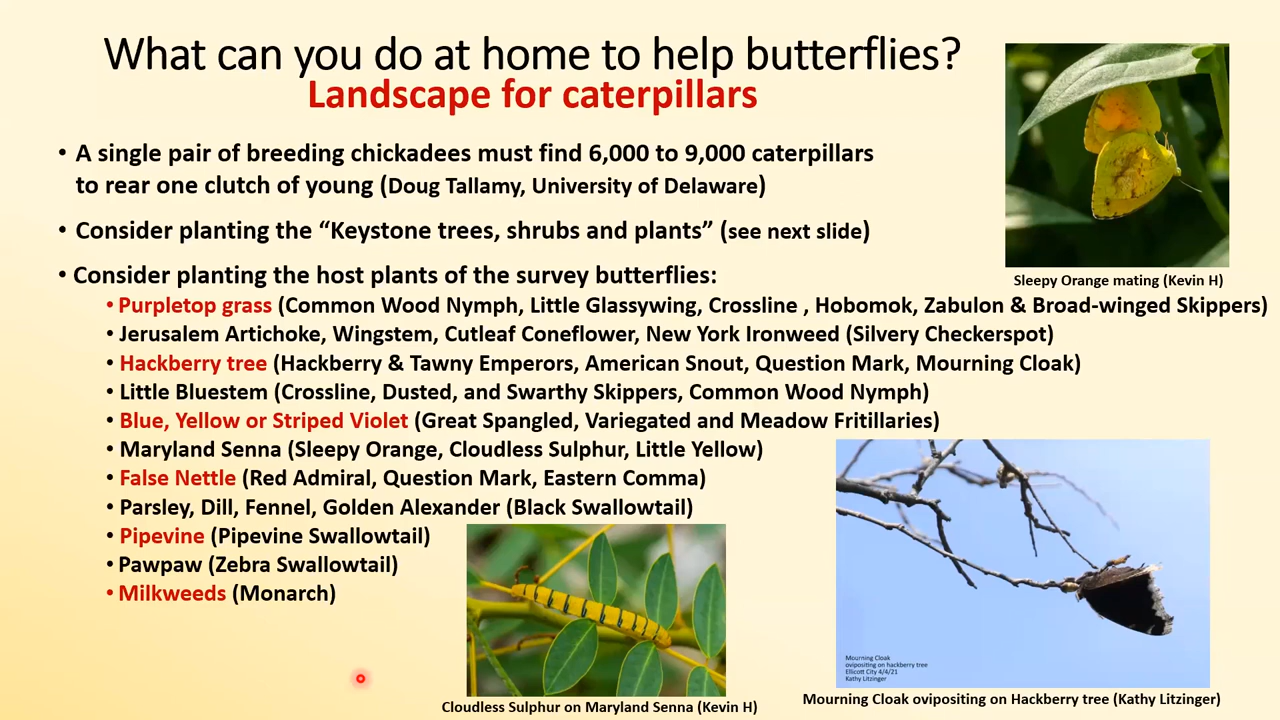 What can you do at home to help butterflies?
Landscape for caterpillars
• A single pair of breeding chickadees must find 6,000 to 9,000 caterpillars
to rear one clutch of young (Doug Tallamy, University of Delaware)
• Consider planting the “Keystone trees, shrubs and plants” (see next slide)
• Consider planting the host plants of the survey butterflies:
• Purpletop grass (Common Wood Nymph, Little Glassywing, Crossline , Hobomok, Zabulon & Broad-winged Skippers)
• Jerusalem Artichoke, Wingstem, Cutleaf Coneflower, New York Ironweed (Silvery Checkerspot)
• Hackberry tree (Hackberry & Tawny Emperors, American Snout, Question Mark, Mourning Cloak)
• Little Bluestem (Crossline, Dusted, and Swarthy Skippers, Common Wood Nymph)
• Blue, Yellow or Striped Violet (Great Spangled, Variegated and Meadow Fritillaries)
• Maryland Senna (Sleepy Orange, Cloudless Sulphur, Little Yellow)
• False Nettle (Red Admiral, Question Mark, Eastern Comma)
• Parsley, Dill, Fennel, Golden Alexander (Black Swallowtail)
• Pipevine (Pipevine Swallowtail)
• Pawpaw (Zebra Swallowtail)
• Milkweeds (Monarch)
Sleepy Orange mating (Kevin H)
Cloudless Sulphur on Maryland Senna (Kevin H)
Mourning Cloak
ovipositing on hackberry tree
Ellicott City 4/4/21
Kathy Litzinger
Mourning Cloak ovipositing on Hackberry tree (Kathy Litzinger)